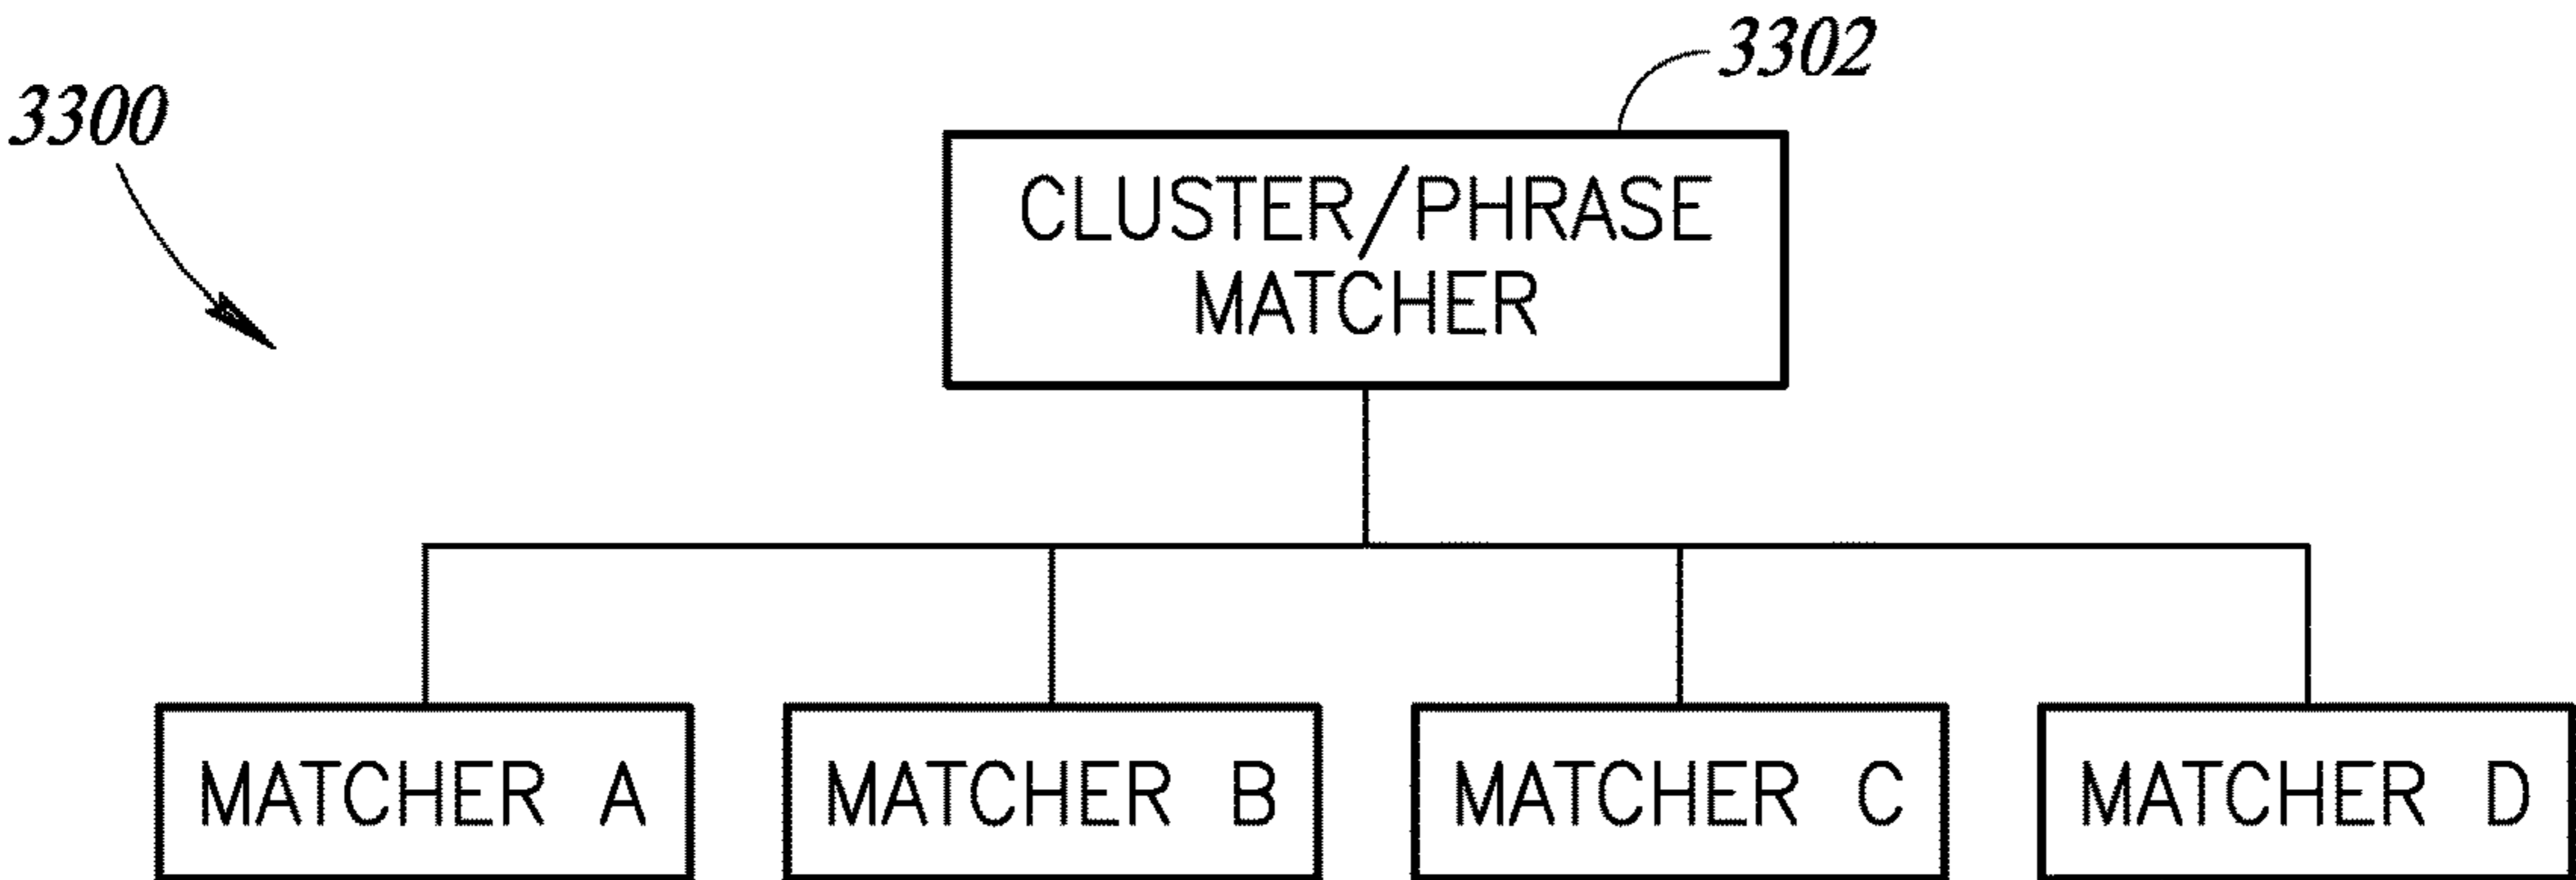 3300
3302
CLUSTER/PHRASE
MATCHER
MATCHER A
MATCHER B
MATCHER C
MATCHER D